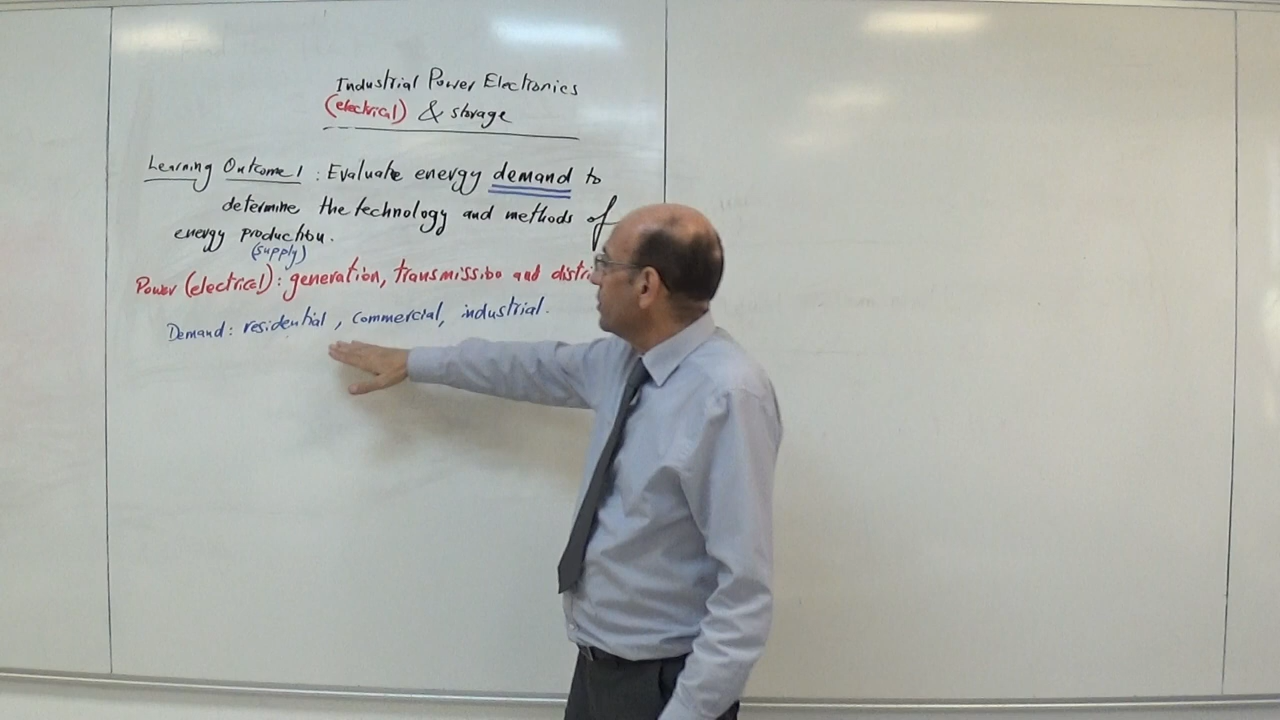 Industrial Power Electronics
(electrical) & storage
Learning Outcome 1 : Evaluate energy demand to
determine the technology and methods of
energy production.
(supply)
Power (electrical): generation, transmissio and distri
Demand: residential, commercial, industrial.